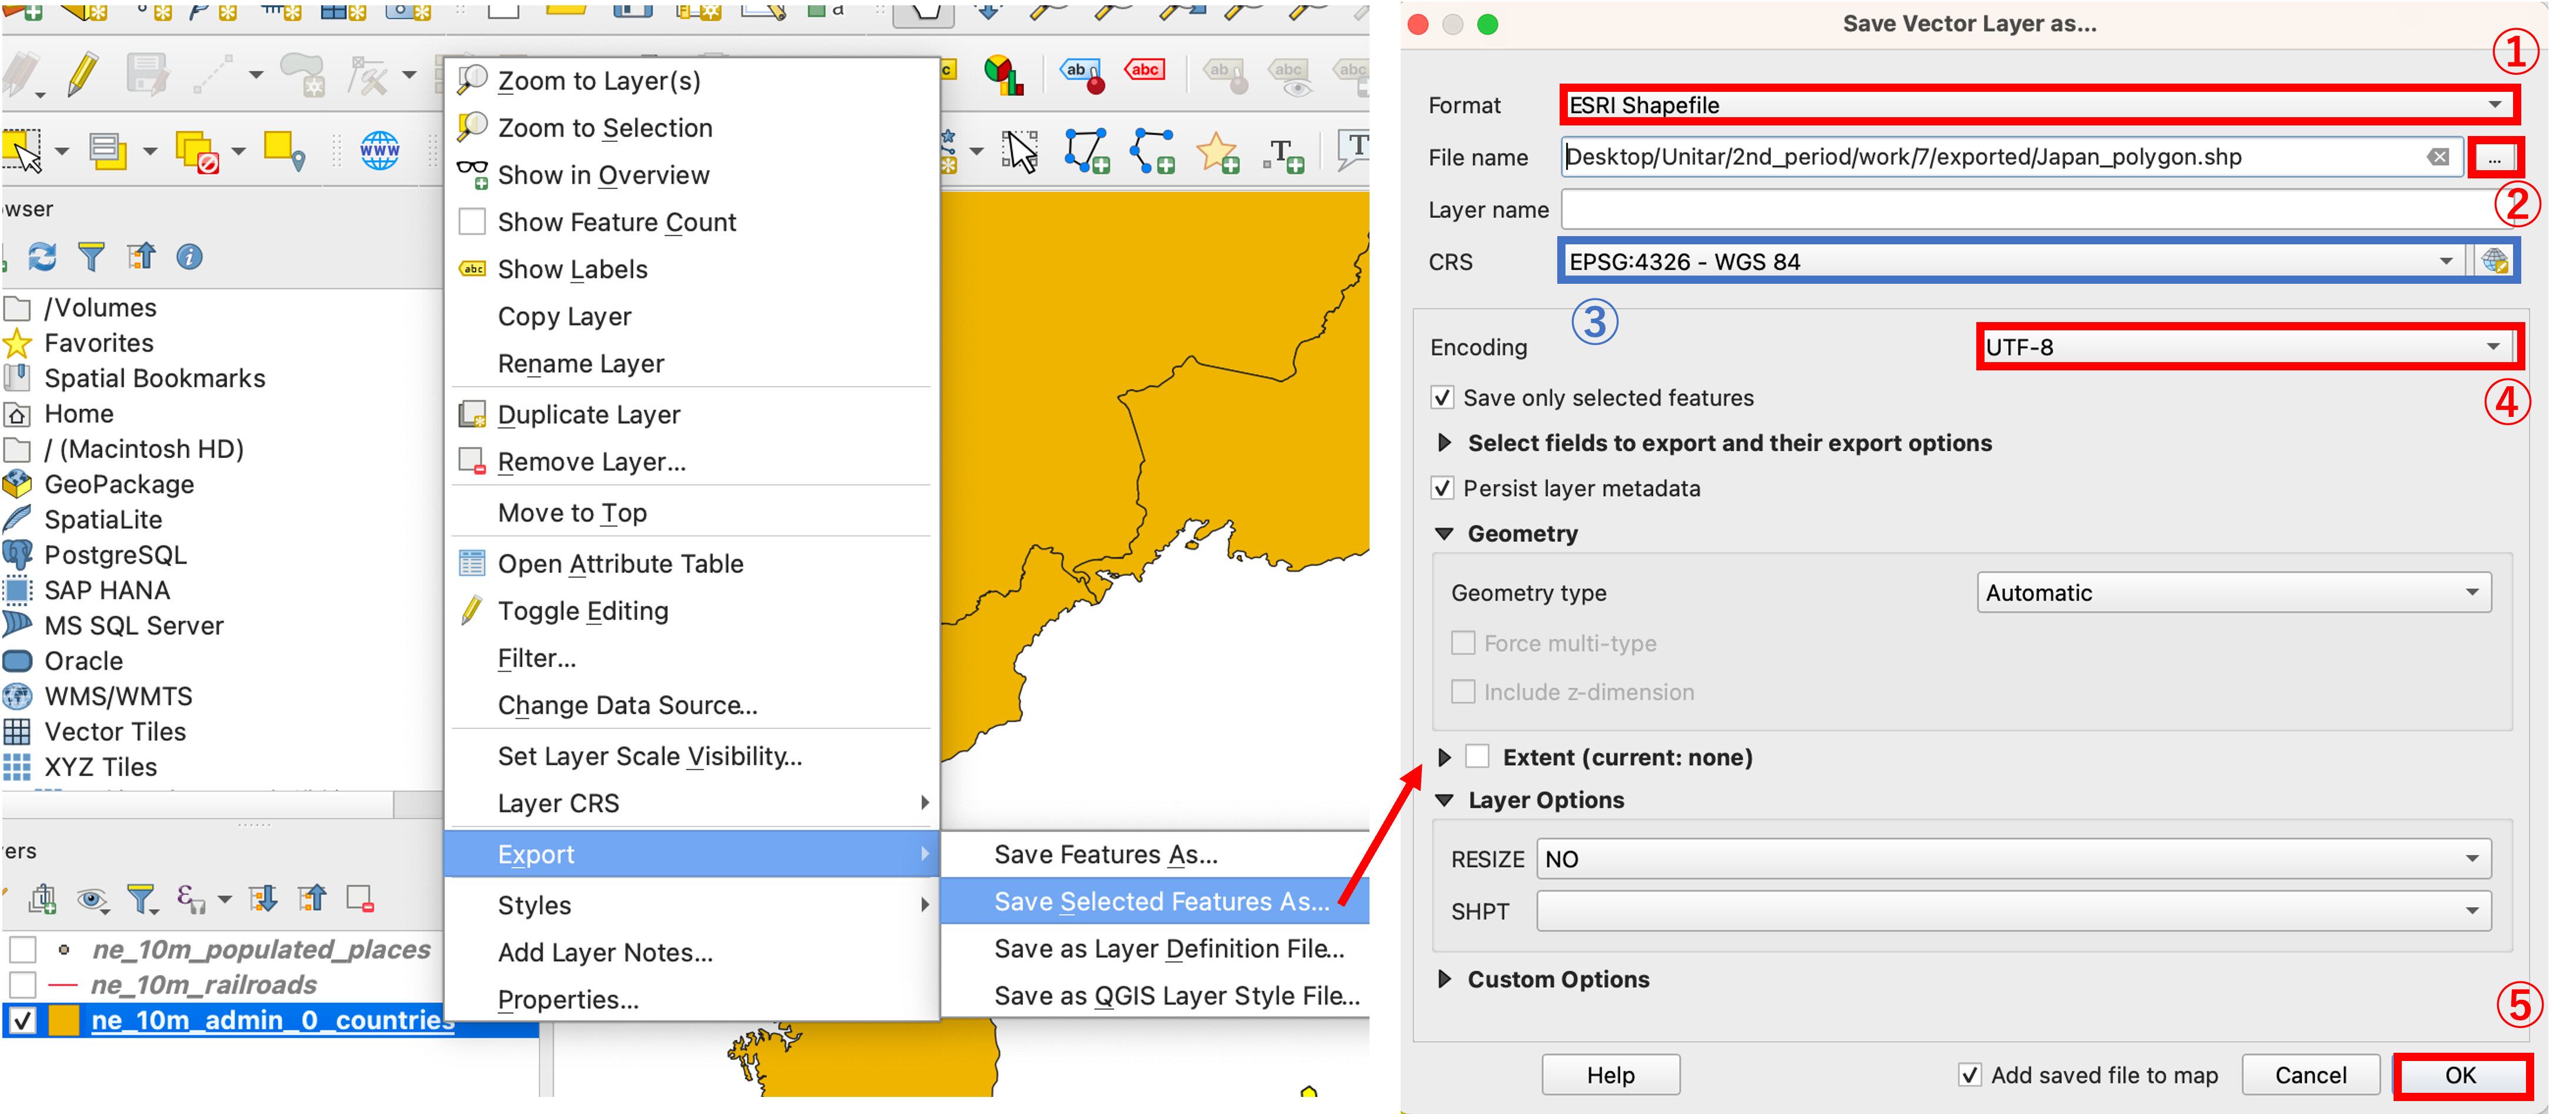 a
Zoom to Layer(s)
Zoom to Selection
Show in Overview
Show Feature Count
abc
Show Labels
Copy Layer
Rename Layer
Duplicate Layer
Remove Layer...
Move to Top
Open Attribute Table
Toggle Editing
Filter...
Change Data Source...
Set Layer Scale Visibility...
Layer CRS
Export
Styles
Add Layer Notes...
Properties...
Save Features As...
Save Selected Features As...
Save as Layer Definition File...
Save as QGIS Layer Style File...
c
ab
abc
ab
abc
abc
www
T
T
wser
/Volumes
Favorites
Spatial Bookmarks
Home
/ (Macintosh HD)
GeoPackage
SpatiaLite
PostgreSQL
SAP HANA
MS SQL Server
Oracle
WMS/WMTS
Vector Tiles
XYZ Tiles
ers
ε
ne_10m_populated_places
ne_10m_railroads
ne_10m_admin_0_countries
Save Vector Layer as...
①
Format
ESRI Shapefile
File name
Desktop/Unitar/2nd_period/work/7/exported/Japan_polygon.shp
...
②
Layer name
CRS
EPSG:4326 - WGS 84
③
Encoding
UTF-8
④
Save only selected features
Select fields to export and their export options
Persist layer metadata
Geometry
Geometry type
Automatic
Force multi-type
Include z-dimension
Extent (current: none)
Layer Options
RESIZE
NO
SHPT
Custom Options
⑤
Help
Add saved file to map
Cancel
OK